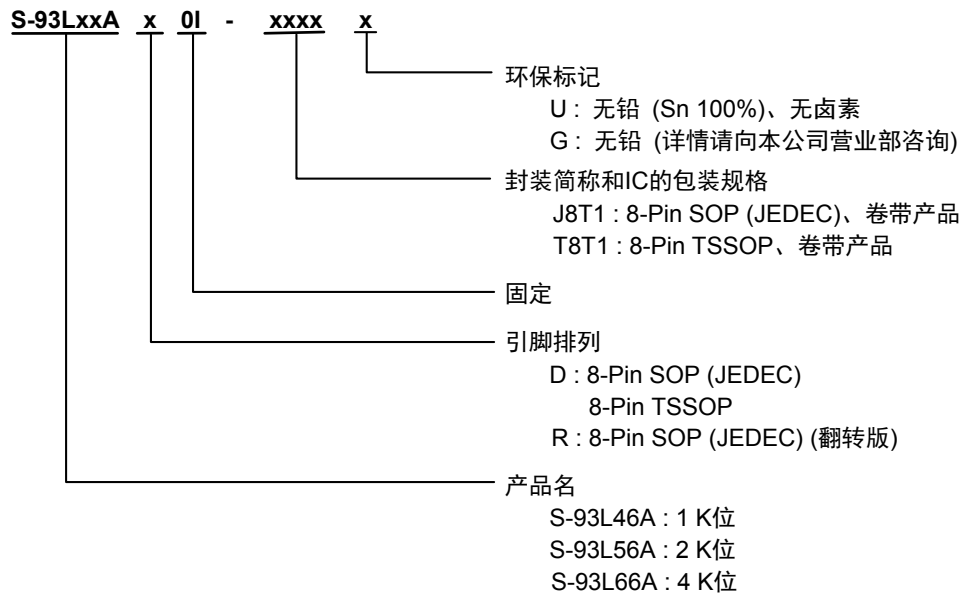 S-93LxxA x 0I - xxxx x
环保标记
U : 无铅 (Sn 100%)、无卤素
G : 无铅 (详情请向本公司营业部咨询)
封装简称和IC的包装规格
J8T1 : 8-Pin SOP (JEDEC)、卷带产品
T8T1 : 8-Pin TSSOP、卷带产品
固定
引脚排列
D : 8-Pin SOP (JEDEC)
8-Pin TSSOP
R : 8-Pin SOP (JEDEC) (翻转版)
产品名
S-93L46A : 1 K位
S-93L56A : 2 K位
S-93L66A : 4 K位